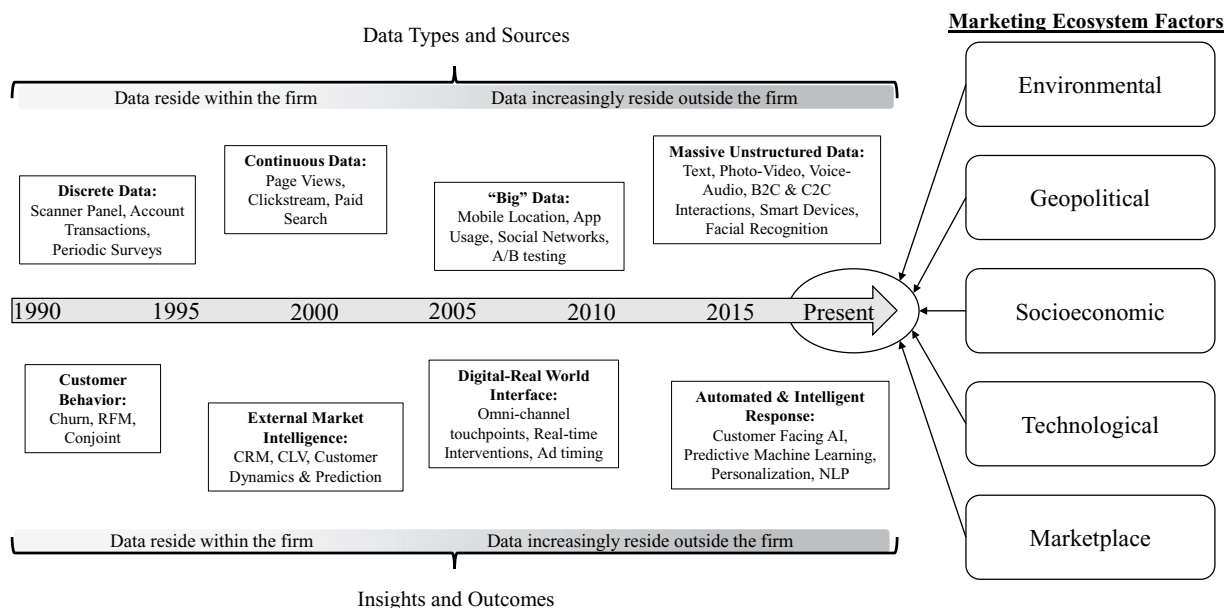 Marketing Ecosystem Factors
Data Types and Sources
Data reside within the firm
Data increasingly reside outside the firm
Discrete Data:
Scanner Panel, Account
Transactions,
Periodic Surveys
Continuous Data:
Page Views,
Clickstream, Paid
Search
“Big” Data:
Mobile Location, App
Usage, Social Networks,
A/B testing
Massive Unstructured Data:
Text, Photo-Video, Voice-
Audio, B2C & C2C
Interactions, Smart Devices,
Facial Recognition
1990 1995 2000 2005 2010 2015 Present
Customer
Behavior:
Churn, RFM,
Conjoint
External Market
Intelligence:
CRM, CLV, Customer
Dynamics & Prediction
Digital-Real World
Interface:
Omni-channel
touchpoints, Real-time
Interventions, Ad timing
Automated & Intelligent
Response:
Customer Facing AI,
Predictive Machine Learning,
Personalization, NLP
Data reside within the firm
Data increasingly reside outside the firm
Insights and Outcomes
Environmental
Geopolitical
Socioeconomic
Technological
Marketplace